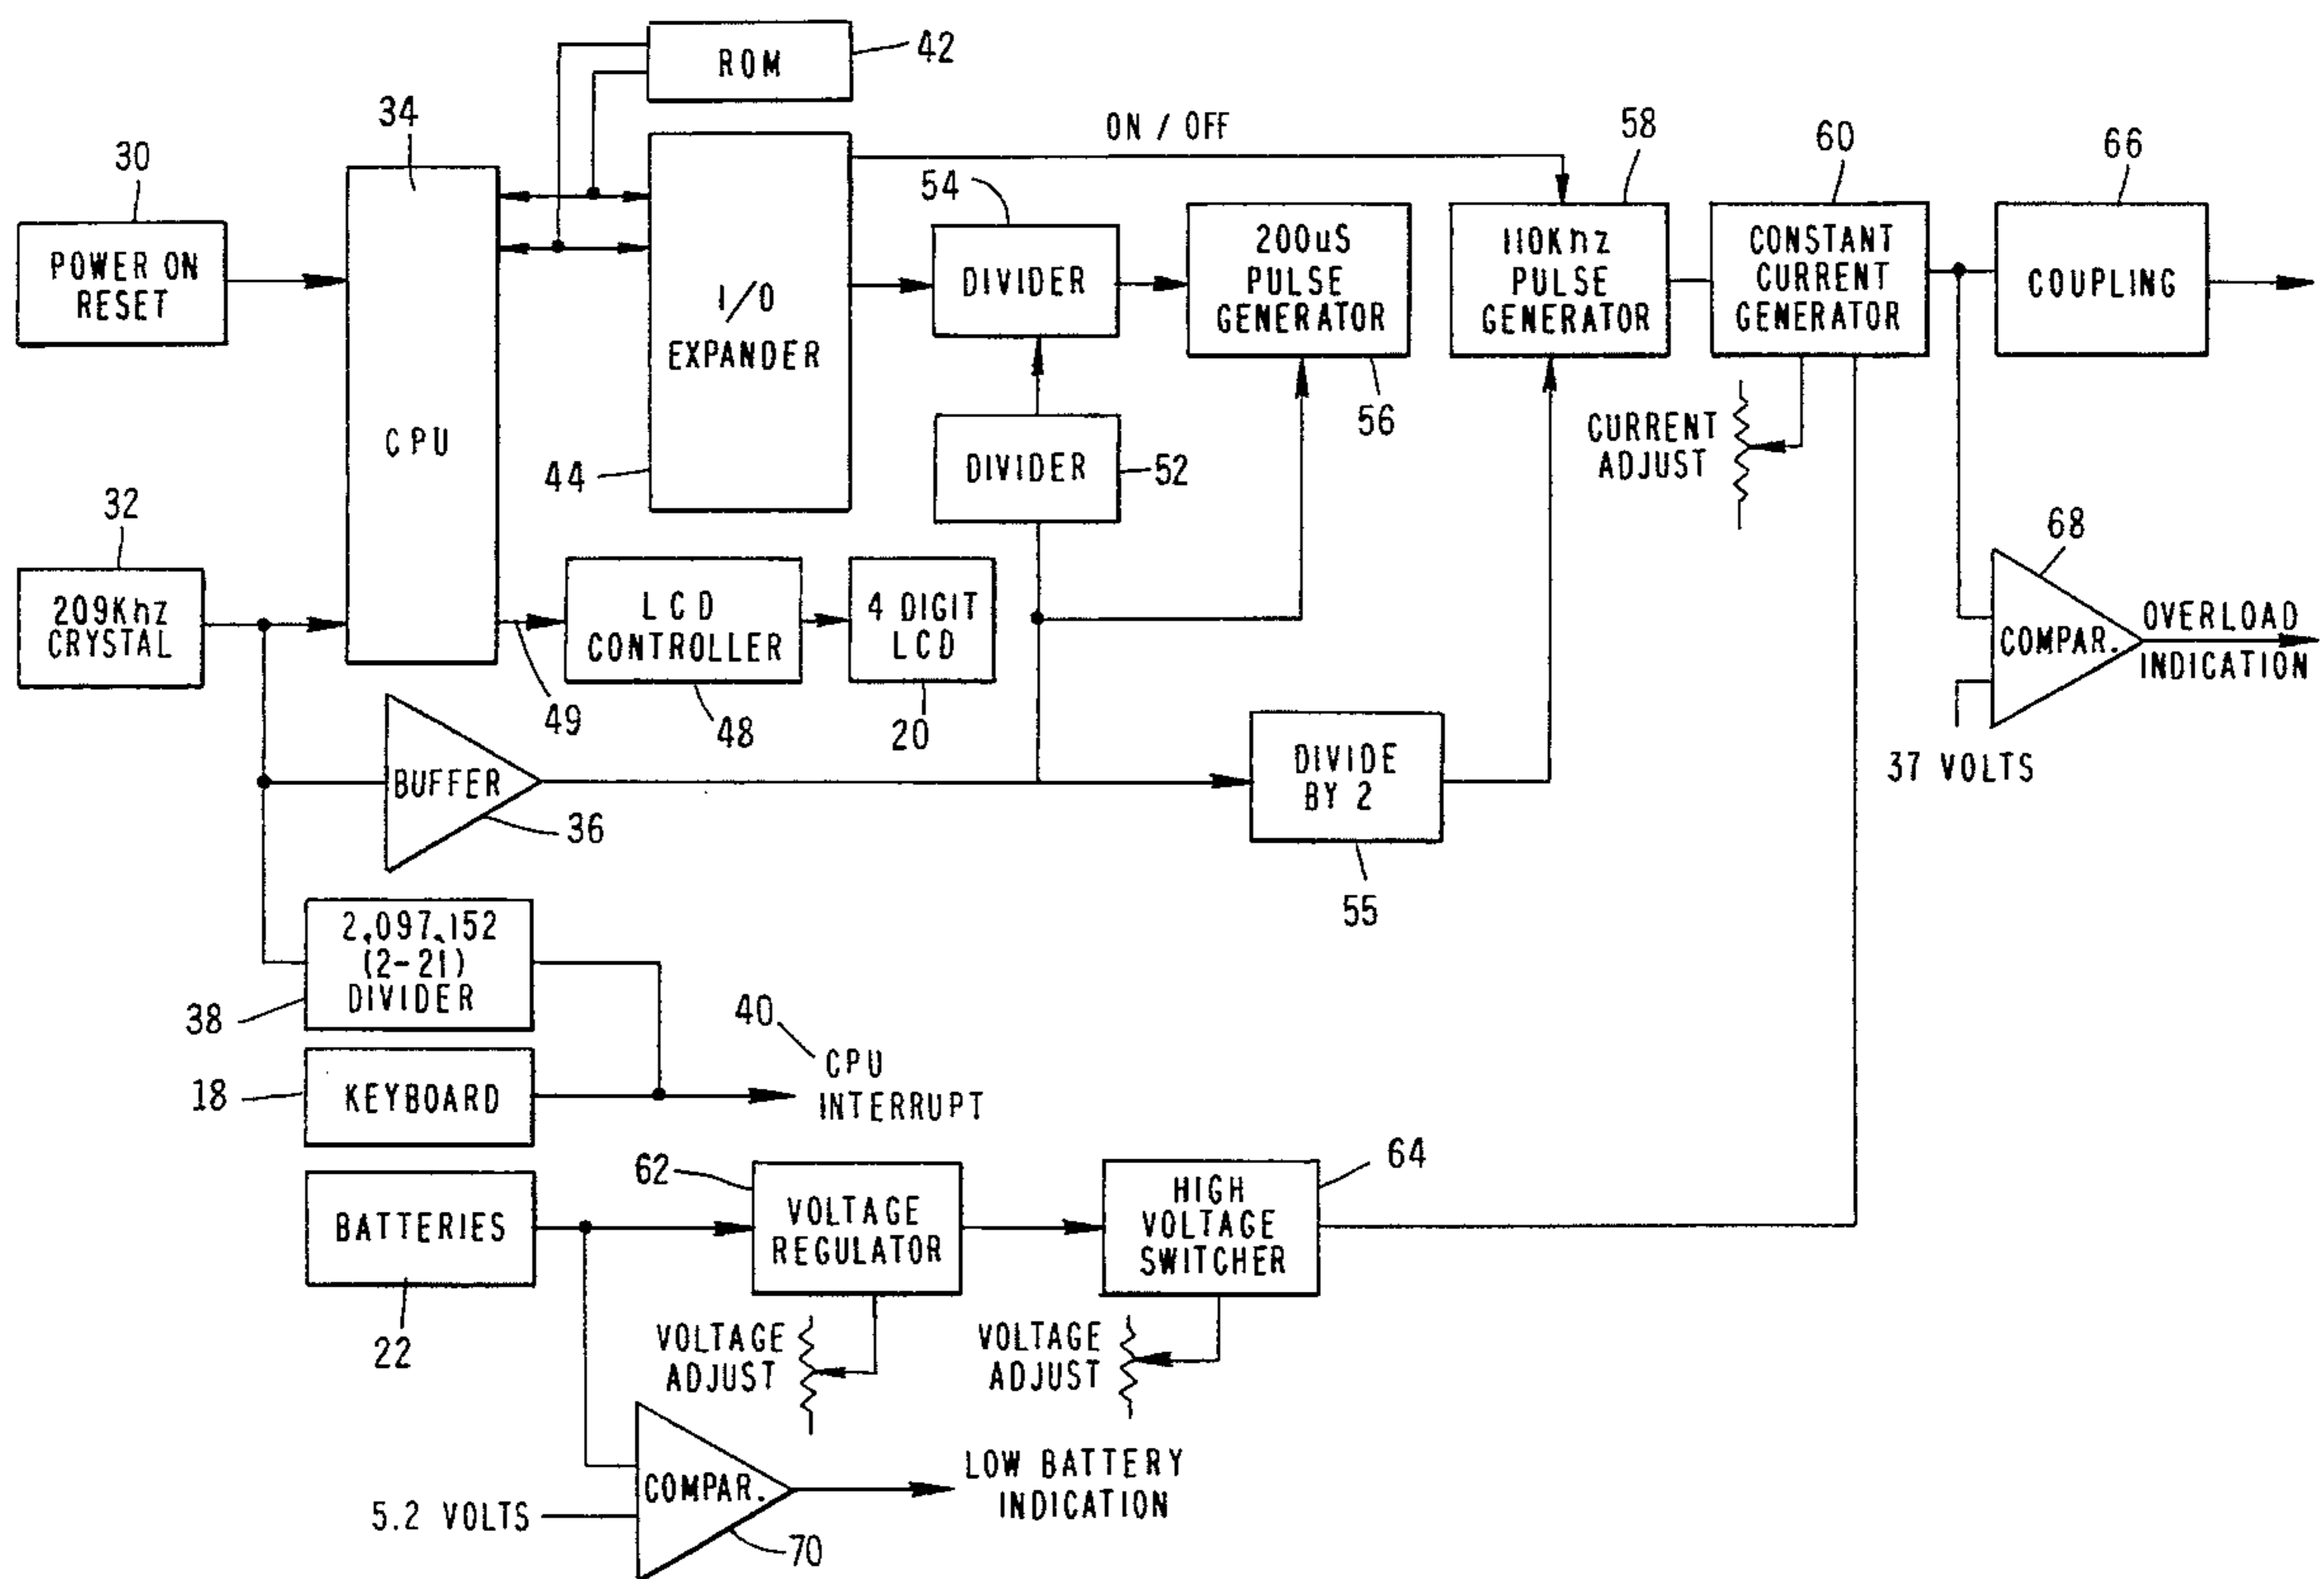 ROM
42
34
ON / OFF
58
60
66
30
54
POWER ON
RESET
CPU
I/O
EXPANDER
44
DIVIDER
200uS
PULSE
GENERATOR
56
110Khz
PULSE
GENERATOR
CONSTANT
CURRENT
GENERATOR
COUPLING
CURRENT
ADJUST
DIVIDER
52
32
209Khz
CRYSTAL
LCD
CONTROLLER
49
48
4 DIGIT
LCD
20
68
COMPAR.
OVERLOAD
INDICATION
37 VOLTS
BUFFER
36
DIVIDE
BY 2
55
2,097,152
(2-21)
DIVIDER
38
40
CPU
INTERRUPT
18
KEYBOARD
BATTERIES
22
62
VOLTAGE
REGULATOR
HIGH
VOLTAGE
SWITCHER
64
VOLTAGE
ADJUST
VOLTAGE
ADJUST
COMPAR.
5.2 VOLTS
70
LOW BATTERY
INDICATION